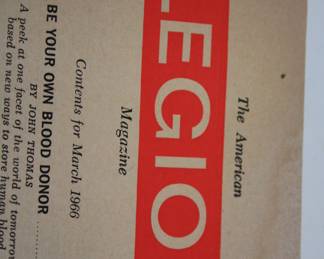 The American
LEGIO
Magazine
Contents for March 1966
BE YOUR OWN BLOOD DONOR ..........
BY JOHN THOMAS
A peek at one facet of the world of tomorrow
based on new ways to store human blood